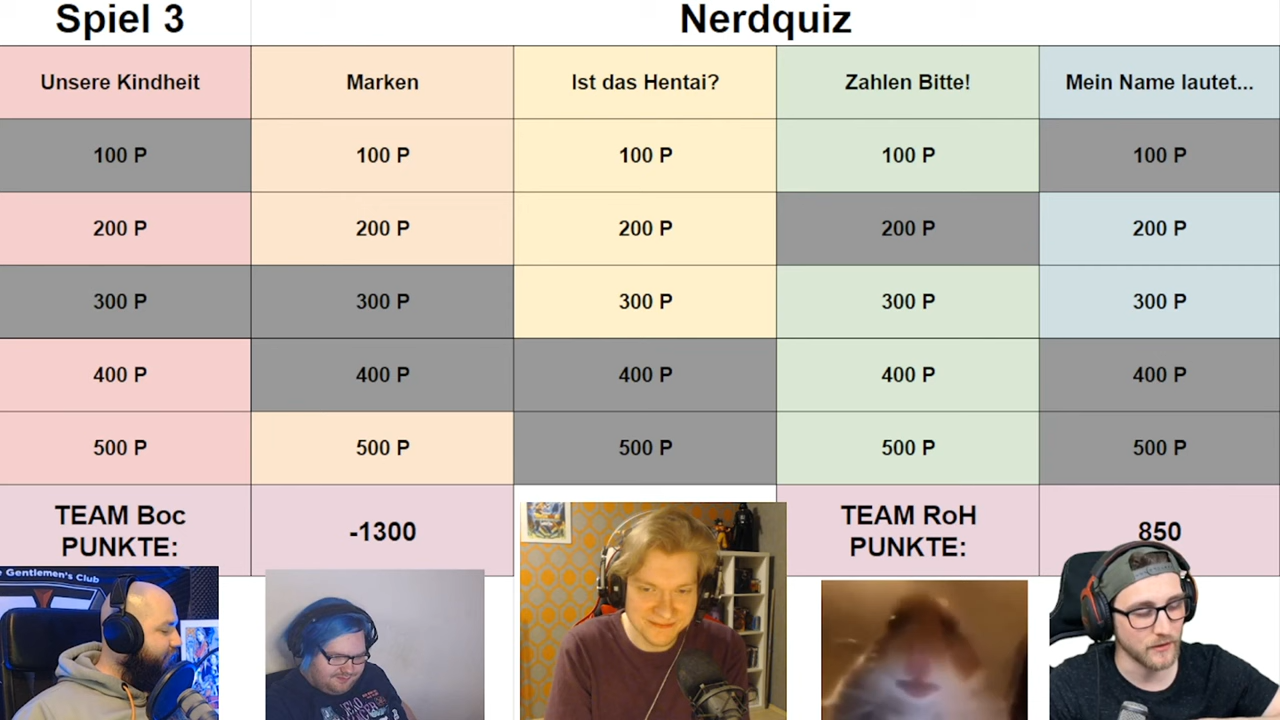 Spiel 3 Nerdquiz
Unsere Kindheit Marken Ist das Hentai? Zahlen Bitte! Mein Name lautet...
100 P 100 P 100 P 100 P 100 P
200 P 200 P 200 P 200 P 200 P
300 P 300 P 300 P 300 P 300 P
400 P 400 P 400 P 400 P 400 P
500 P 500 P 500 P 500 P 500 P
TEAM Boc
PUNKTE:
-1300
TEAM RoH
PUNKTE:
850
Gentlemen's Club